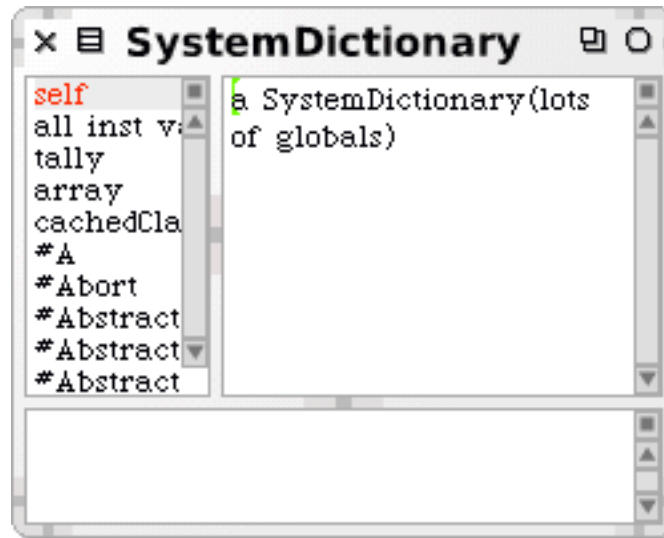 SystemDictionary
self
all inst va
tally
array
cachedCla
#A
#Abort
#Abstract
#Abstract
#Abstract
a SystemDictionary(lots
of globals)